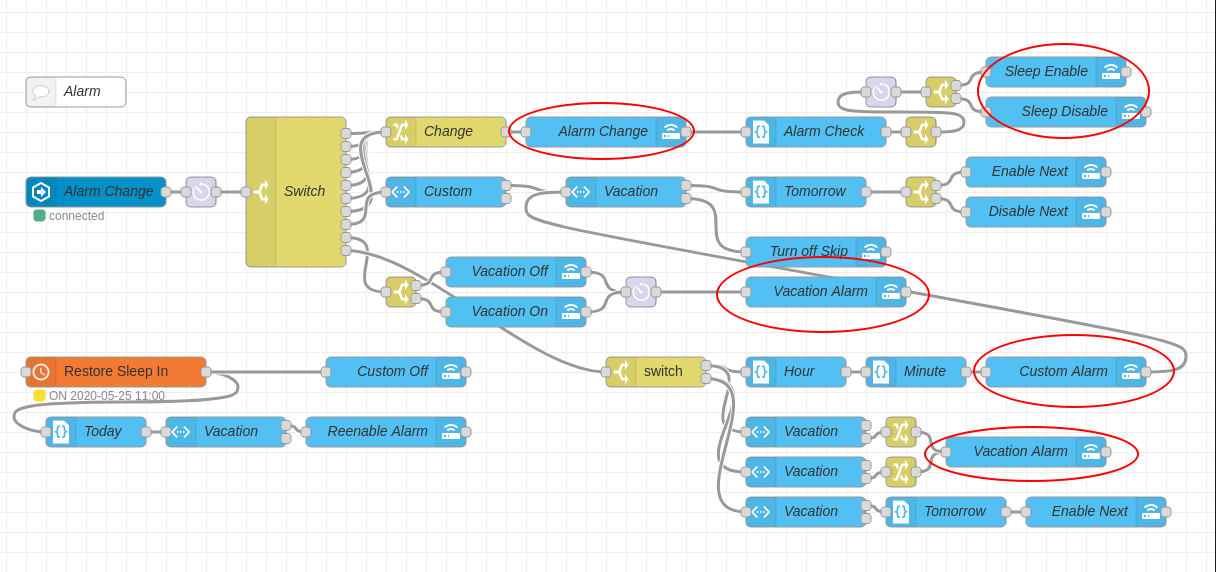 Alarm
Sleep Enable
Sleep Disable
Change
Alarm Change
Alarm Check
Alarm Change
connected
Switch
Custom
Vacation
Tomorrow
Enable Next
Disable Next
Turn off Skip
Vacation Off
Vacation On
Vacation Alarm
Restore Sleep In
ON 2020-05-25 11:00
Custom Off
switch
Hour
Minute
Custom Alarm
Today
Vacation
Reenable Alarm
Vacation
Vacation Alarm
Vacation
Vacation
Tomorrow
Enable Next